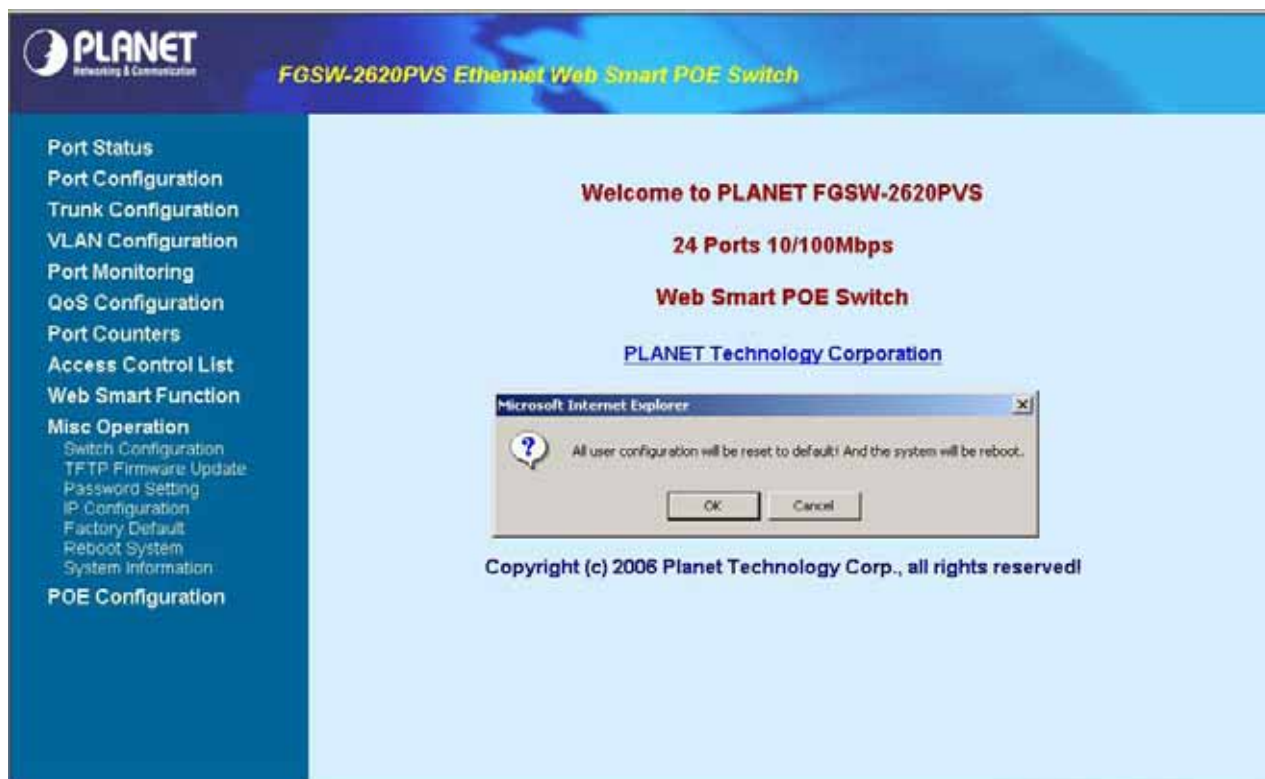 PLANET
Networking & Communication
FGSW-2620PVS Ethernet Web Smart POE Switch
Port Status
Port Configuration
Trunk Configuration
VLAN Configuration
Port Monitoring
QoS Configuration
Port Counters
Access Control List
Web Smart Function
Misc Operation
Switch Configuration
TFTP Firmware Update
Password Setting
IP Configuration
Factory Default
Reboot System
System Information
POE Configuration
Welcome to PLANET FGSW-2620PVS
24 Ports 10/100Mbps
Web Smart POE Switch
PLANET Technology Corporation
Microsoft Internet Explorer
All user configuration will be reset to default! And the system will be reboot.
OK
Cancel
Copyright (c) 2006 Planet Technology Corp., all rights reserved!